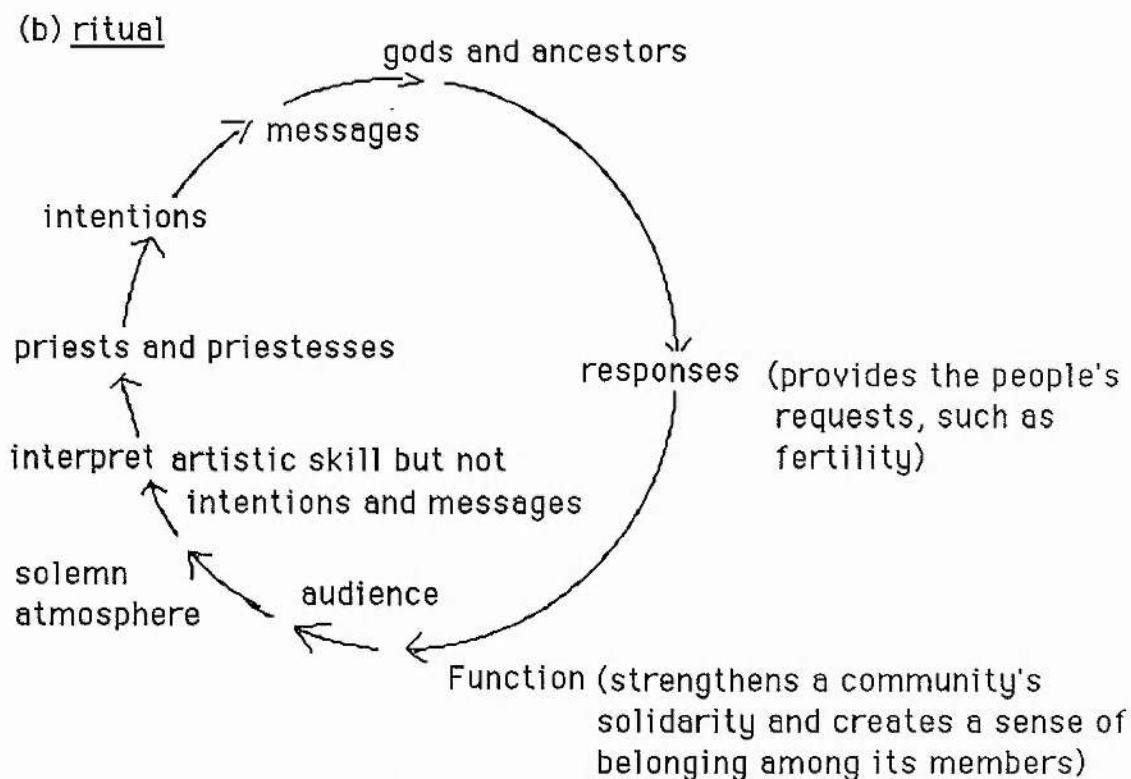 (b) ritual
gods and ancestors
messages
intentions
priests and priestesses
responses (provides the people's
requests, such as
fertility)
interpret artistic skill but not
intentions and messages
solemn
atmosphere
audience
Function (strengthens a community's
solidarity and creates a sense of
belonging among its members)